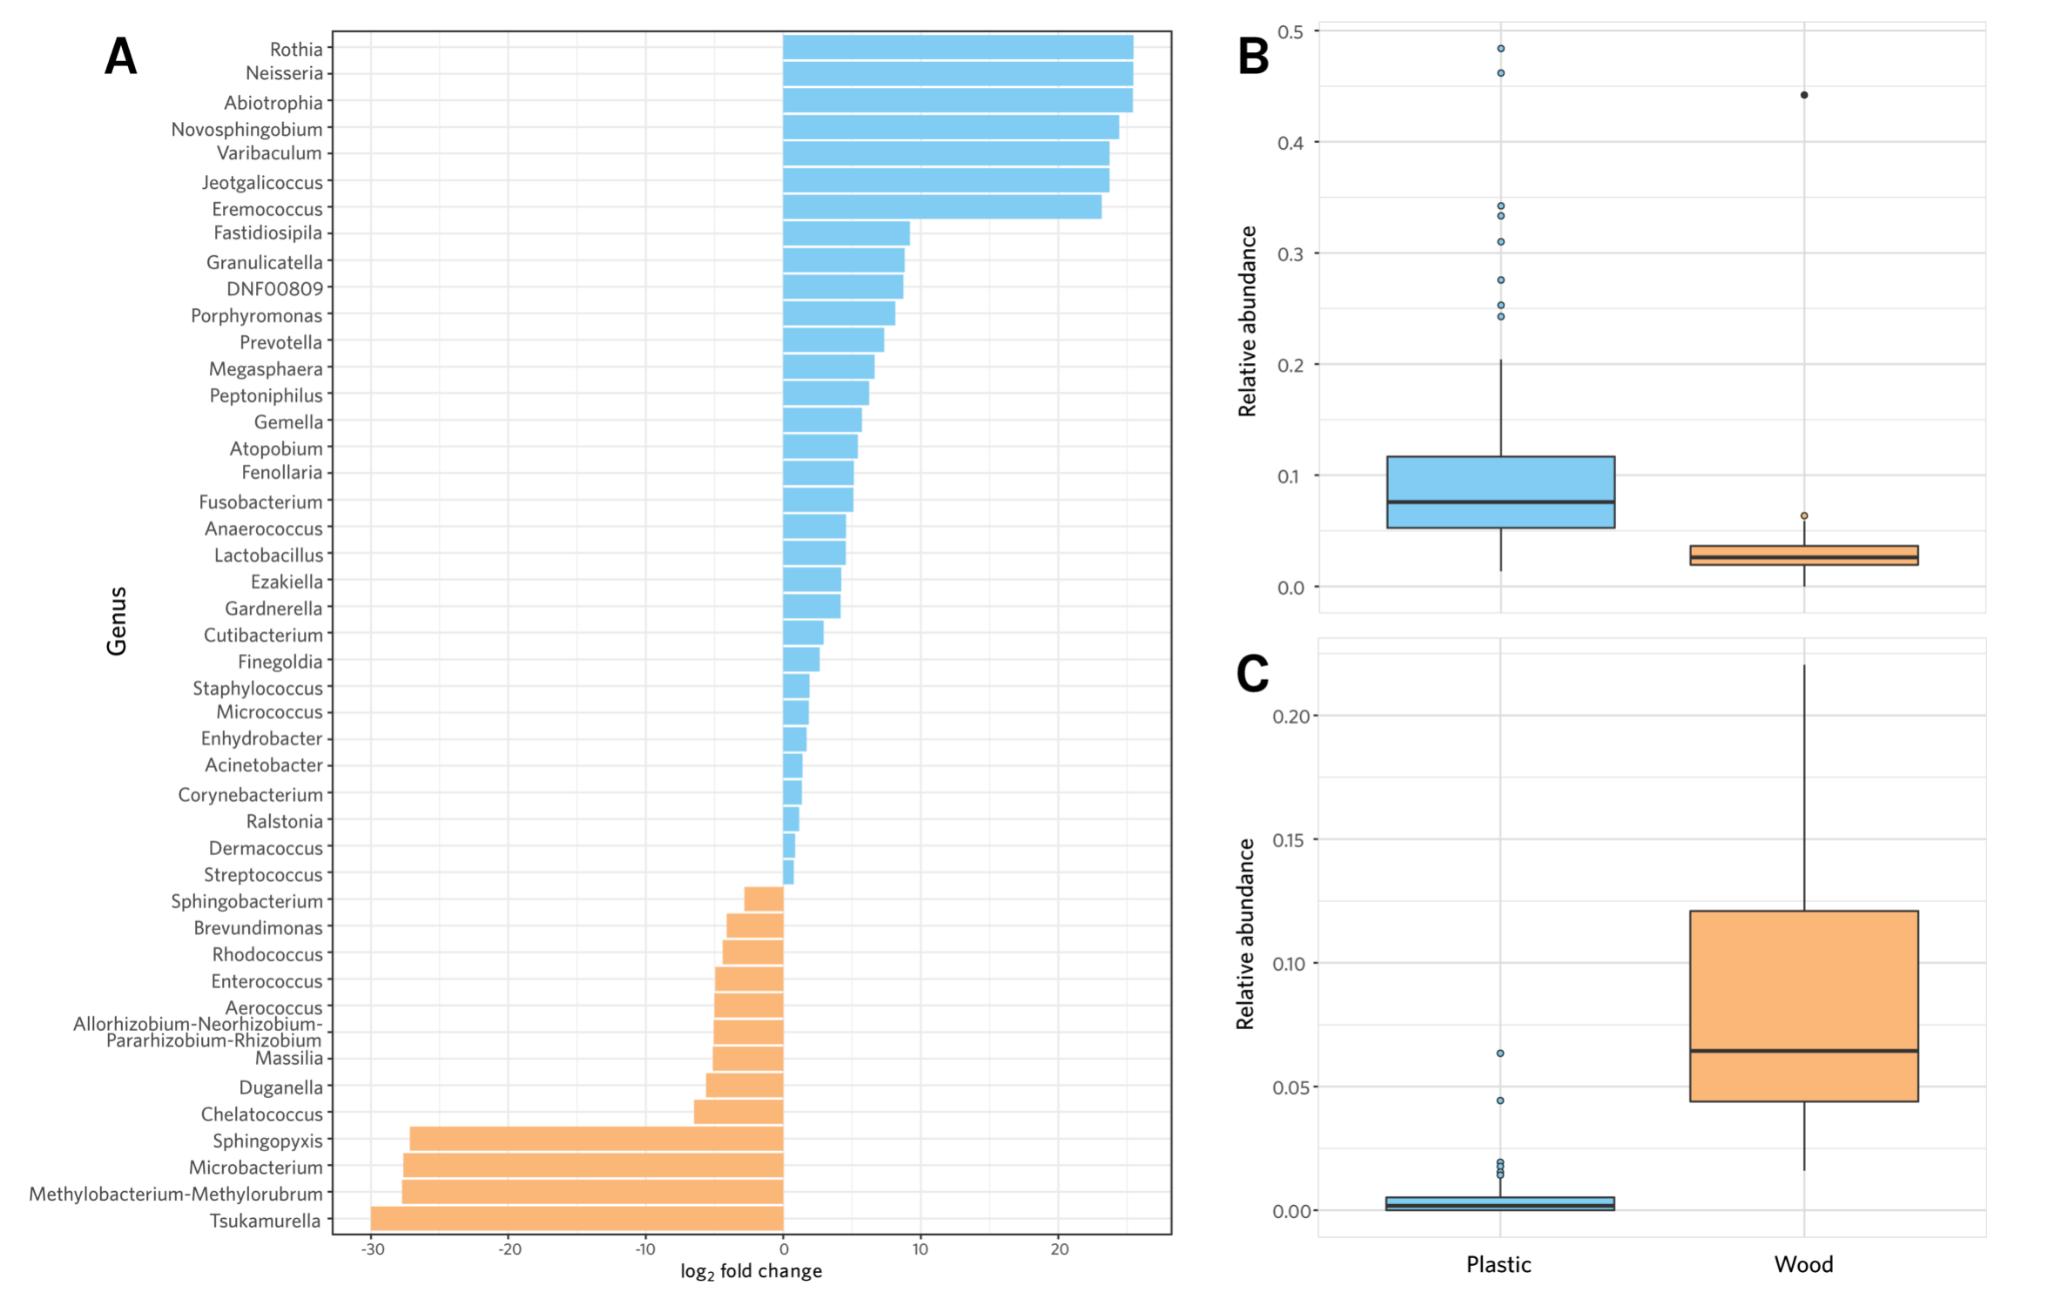 A
Rothia
Neisseria
Abiotrophia
Novosphingobium
Varibaculum
Jeotgalicoccus
Eremococcus
Fastidiosipila
Granulicatella
DNF00809
Porphyromonas
Prevotella
Megasphaera
Peptoniphilus
Gemella
Atopobium
Fenollaria
Fusobacterium
Anaerococcus
Lactobacillus
Ezakiella
Gardnerella
Cutibacterium
Finegoldia
Staphylococcus
Micrococcus
Enhydrobacter
Acinetobacter
Corynebacterium
Ralstonia
Dermacoccus
Streptococcus
Sphingobacterium
Brevundimonas
Rhodococcus
Enterococcus
Aerococcus
Allorhizobium-Neorhizobium-
Pararhizobium-Rhizobium
Massilia
Duganella
Chelatococcus
Sphingopyxis
Microbacterium
Methylobacterium-Methylorubrum
Tsukamurella
Genus
-30 -20 -10 0 10 20
log₂ fold change
B
0.5
0.4
0.3
0.2
0.1
0.0
Relative abundance
C
0.20
0.15
0.10
0.05
0.00
Relative abundance
Plastic Wood